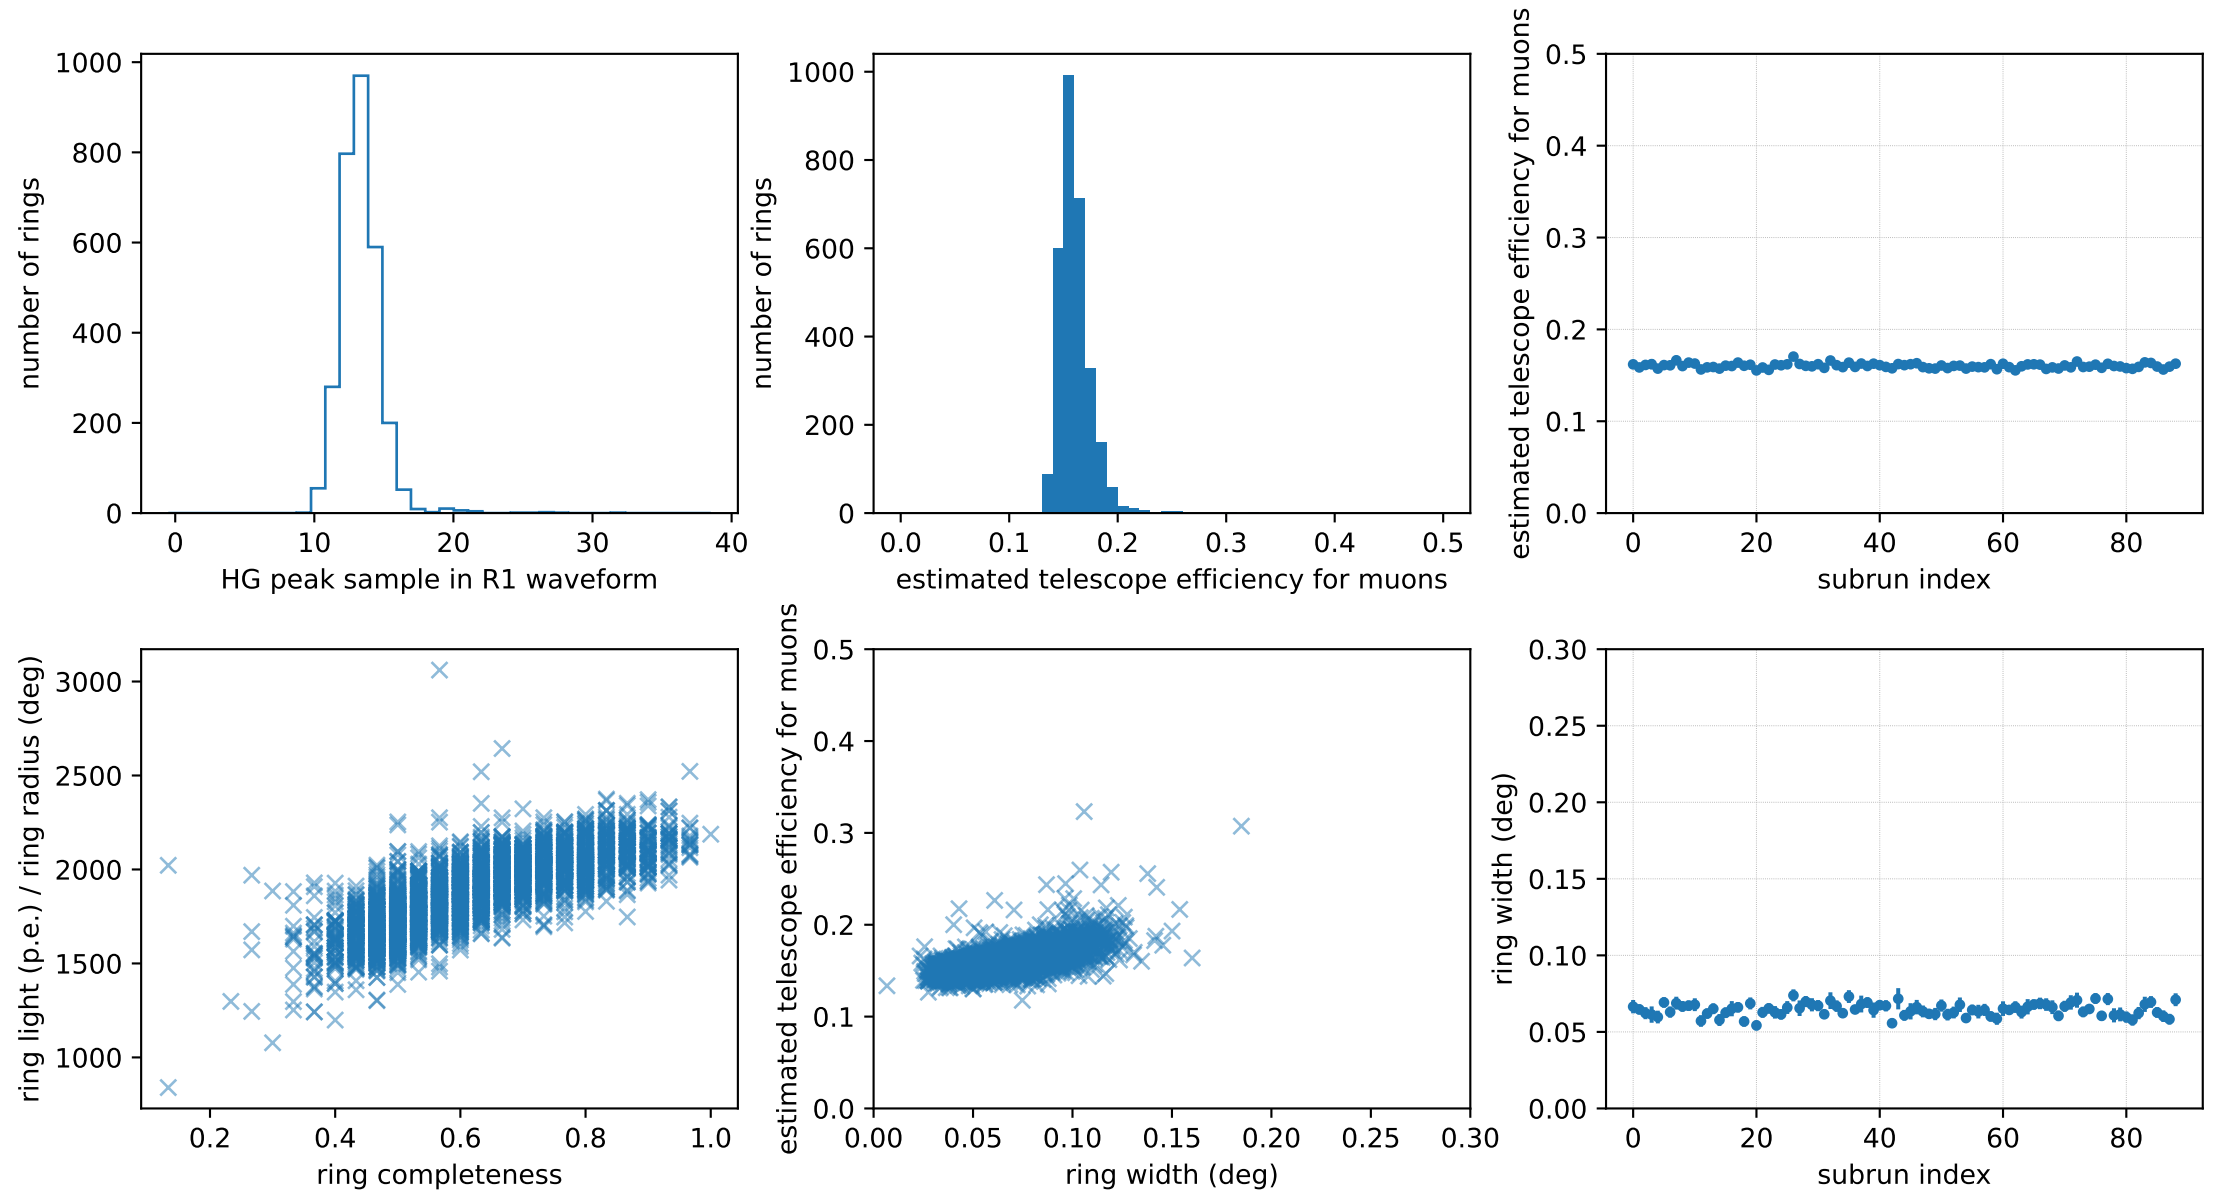 1000
800
600
400
200
0
number of rings
0 10 20 30 40
HG peak sample in R1 waveform
1000
800
600
400
200
0
number of rings
0.0 0.1 0.2 0.3 0.4 0.5
estimated telescope efficiency for muons
0.5
0.4
0.3
0.2
0.1
0.0
estimated telescope efficiency for muons
0 20 40 60 80
subrun index
3000
2500
2000
1500
1000
ring light (p.e.) / ring radius (deg)
0.2 0.4 0.6 0.8 1.0
ring completeness
0.5
0.4
0.3
0.2
0.1
0.0
estimated telescope efficiency for muons
0.00 0.05 0.10 0.15 0.20 0.25 0.30
ring width (deg)
0.30
0.25
0.20
0.15
0.10
0.05
0.00
ring width (deg)
0 20 40 60 80
subrun index